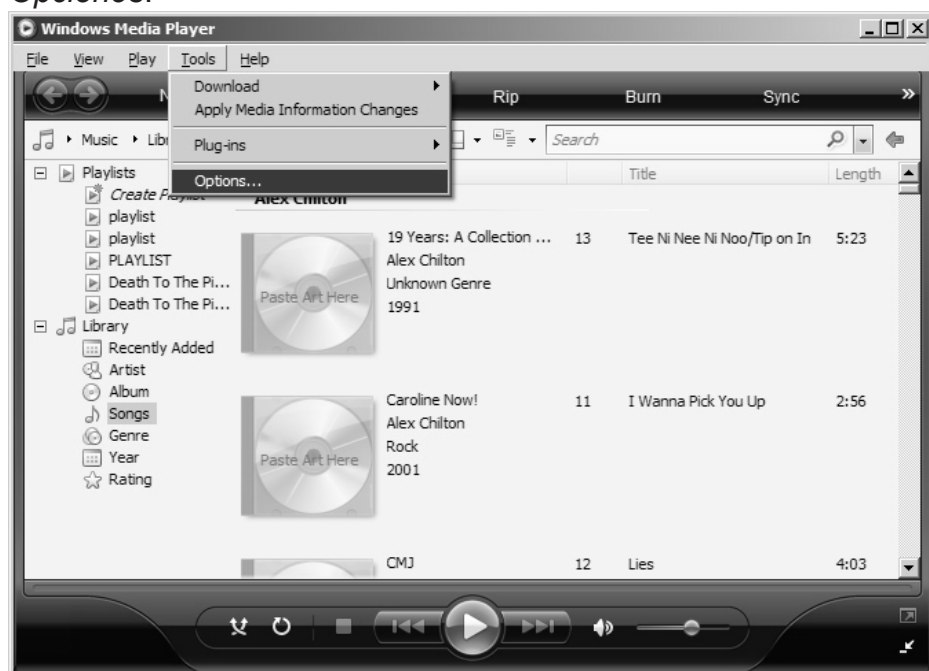 Opciones.
Windows Media Player
File View Play Tools Help
Rip Burn Sync »
Download
Apply Media Information Changes
Plug-ins
Options...
Music Search
Title Length
Playlists
Create Playlist
playlist
playlist
PLAYLIST
Death To The Pi...
Death To The Pi...
Library
Recently Added
Artist
Album
Songs
Genre
Year
Rating
Alex Chilton
Paste Art Here
19 Years: A Collection ... 13 Tee Ni Nee Ni Noo/Tip on In 5:23
Alex Chilton
Unknown Genre
1991
Paste Art Here
Caroline Now! 11 I Wanna Pick You Up 2:56
Alex Chilton
Rock
2001
CMJ 12 Lies 4:03